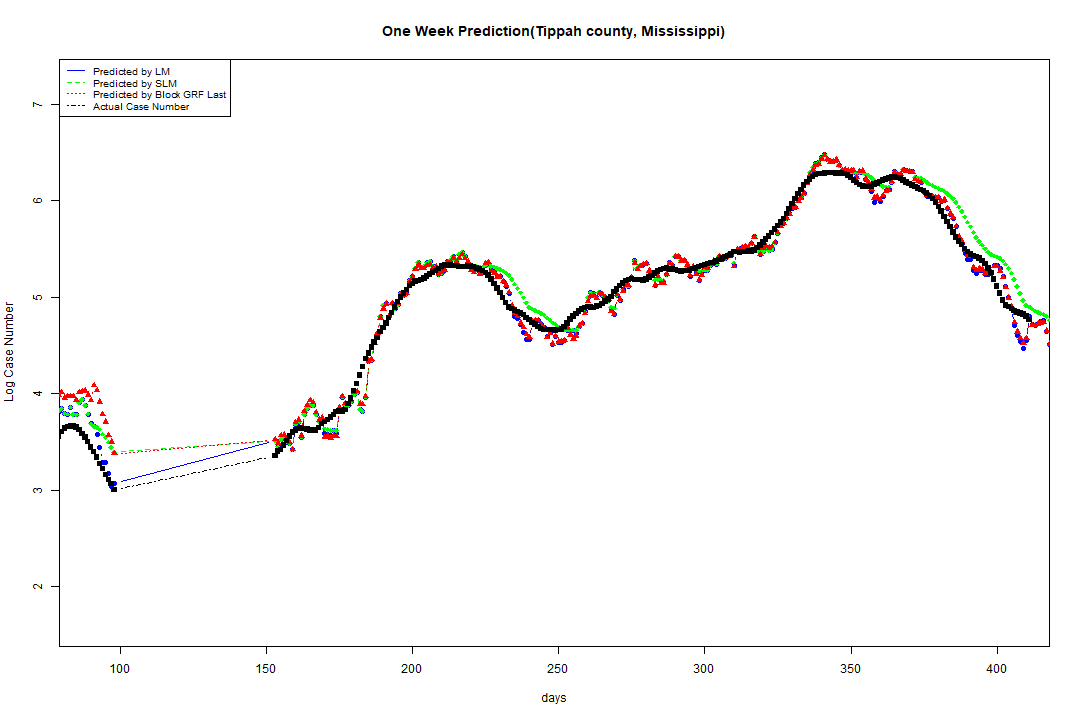 One Week Prediction(Tippah county, Mississippi)
Predicted by LM
Predicted by SLM
Predicted by Block GRF Last
Actual Case Number
7
6
5
4
3
2
Log Case Number
100 150 200 250 300 350 400
days